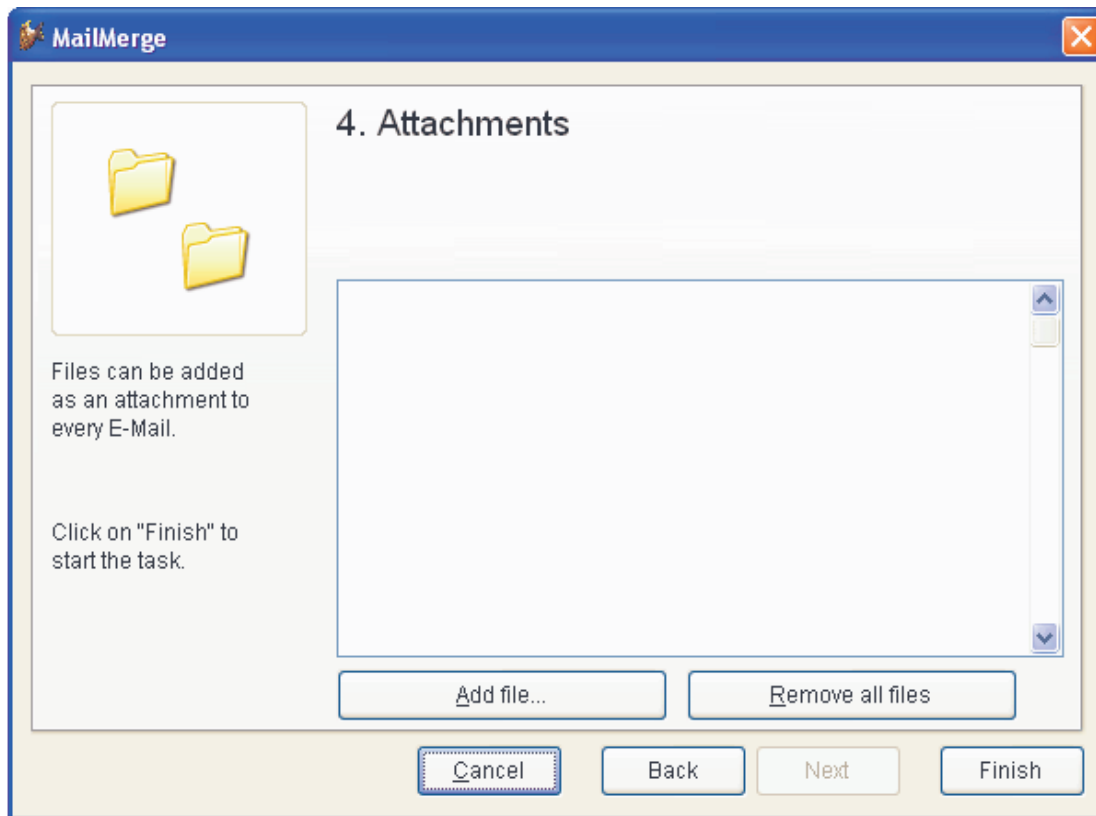 MailMerge
4. Attachments
Files can be added
as an attachment to
every E-Mail.
Click on "Finish" to
start the task.
Add file...
Remove all files
Cancel
Back
Next
Finish